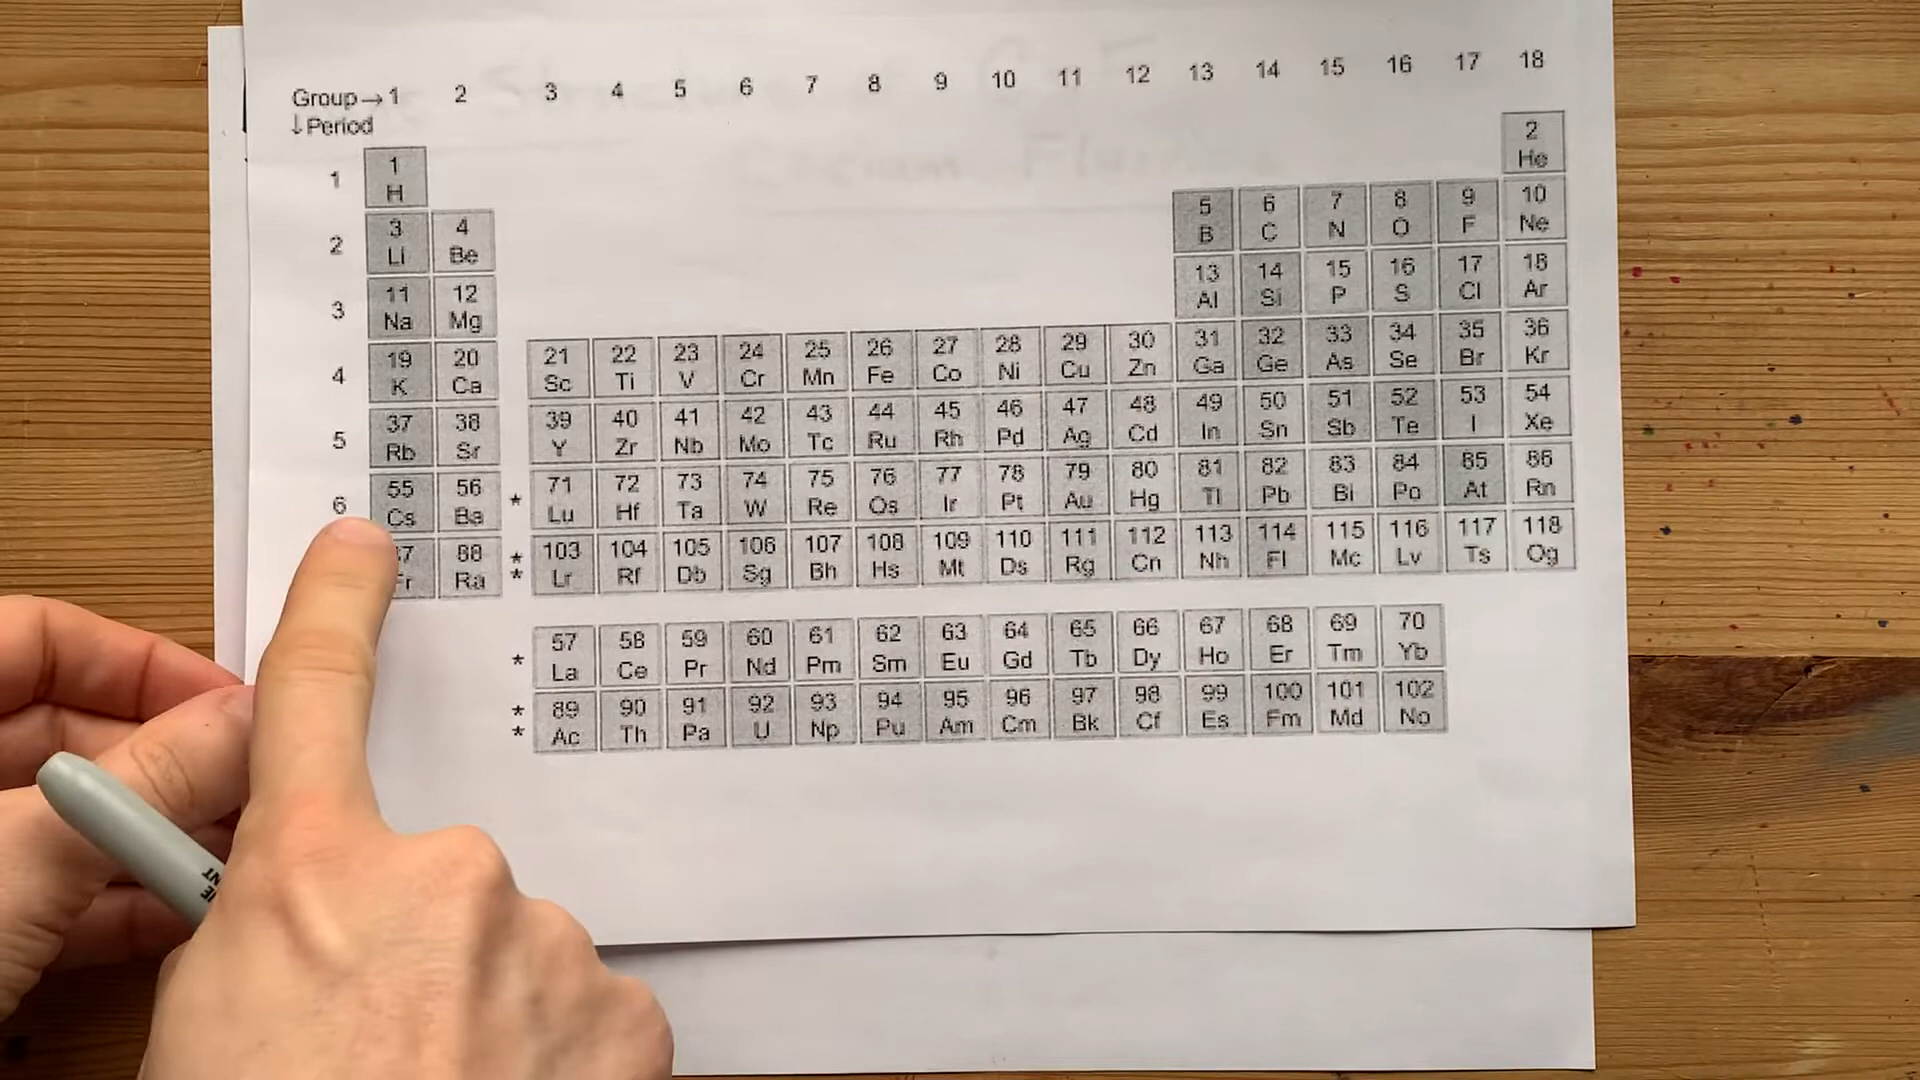 Group→ 1 2 3 4 5 6 7 8 9 10 11 12 13 14 15 16 17 18
↓Period
1 1 H 2 He
2 3 Li 4 Be 5 B 6 C 7 N 8 O 9 F 10 Ne
3 11 Na 12 Mg 13 Al 14 Si 15 P 16 S 17 Cl 18 Ar
4 19 K 20 Ca 21 Sc 22 Ti 23 V 24 Cr 25 Mn 26 Fe 27 Co 28 Ni 29 Cu 30 Zn 31 Ga 32 Ge 33 As 34 Se 35 Br 36 Kr
5 37 Rb 38 Sr 39 Y 40 Zr 41 Nb 42 Mo 43 Tc 44 Ru 45 Rh 46 Pd 47 Ag 48 Cd 49 In 50 Sn 51 Sb 52 Te 53 I 54 Xe
6 55 Cs 56 Ba * 71 Lu 72 Hf 73 Ta 74 W 75 Re 76 Os 77 Ir 78 Pt 79 Au 80 Hg 81 Tl 82 Pb 83 Bi 84 Po 85 At 86 Rn
Fr 88 Ra * * 103 Lr 104 Rf 105 Db 106 Sg 107 Bh 108 Hs 109 Mt 110 Ds 111 Rg 112 Cn 113 Nh 114 Fl 115 Mc 116 Lv 117 Ts 118 Og
* 57 La 58 Ce 59 Pr 60 Nd 61 Pm 62 Sm 63 Eu 64 Gd 65 Tb 66 Dy 67 Ho 68 Er 69 Tm 70 Yb
* * 89 Ac 90 Th 91 Pa 92 U 93 Np 94 Pu 95 Am 96 Cm 97 Bk 98 Cf 99 Es 100 Fm 101 Md 102 No